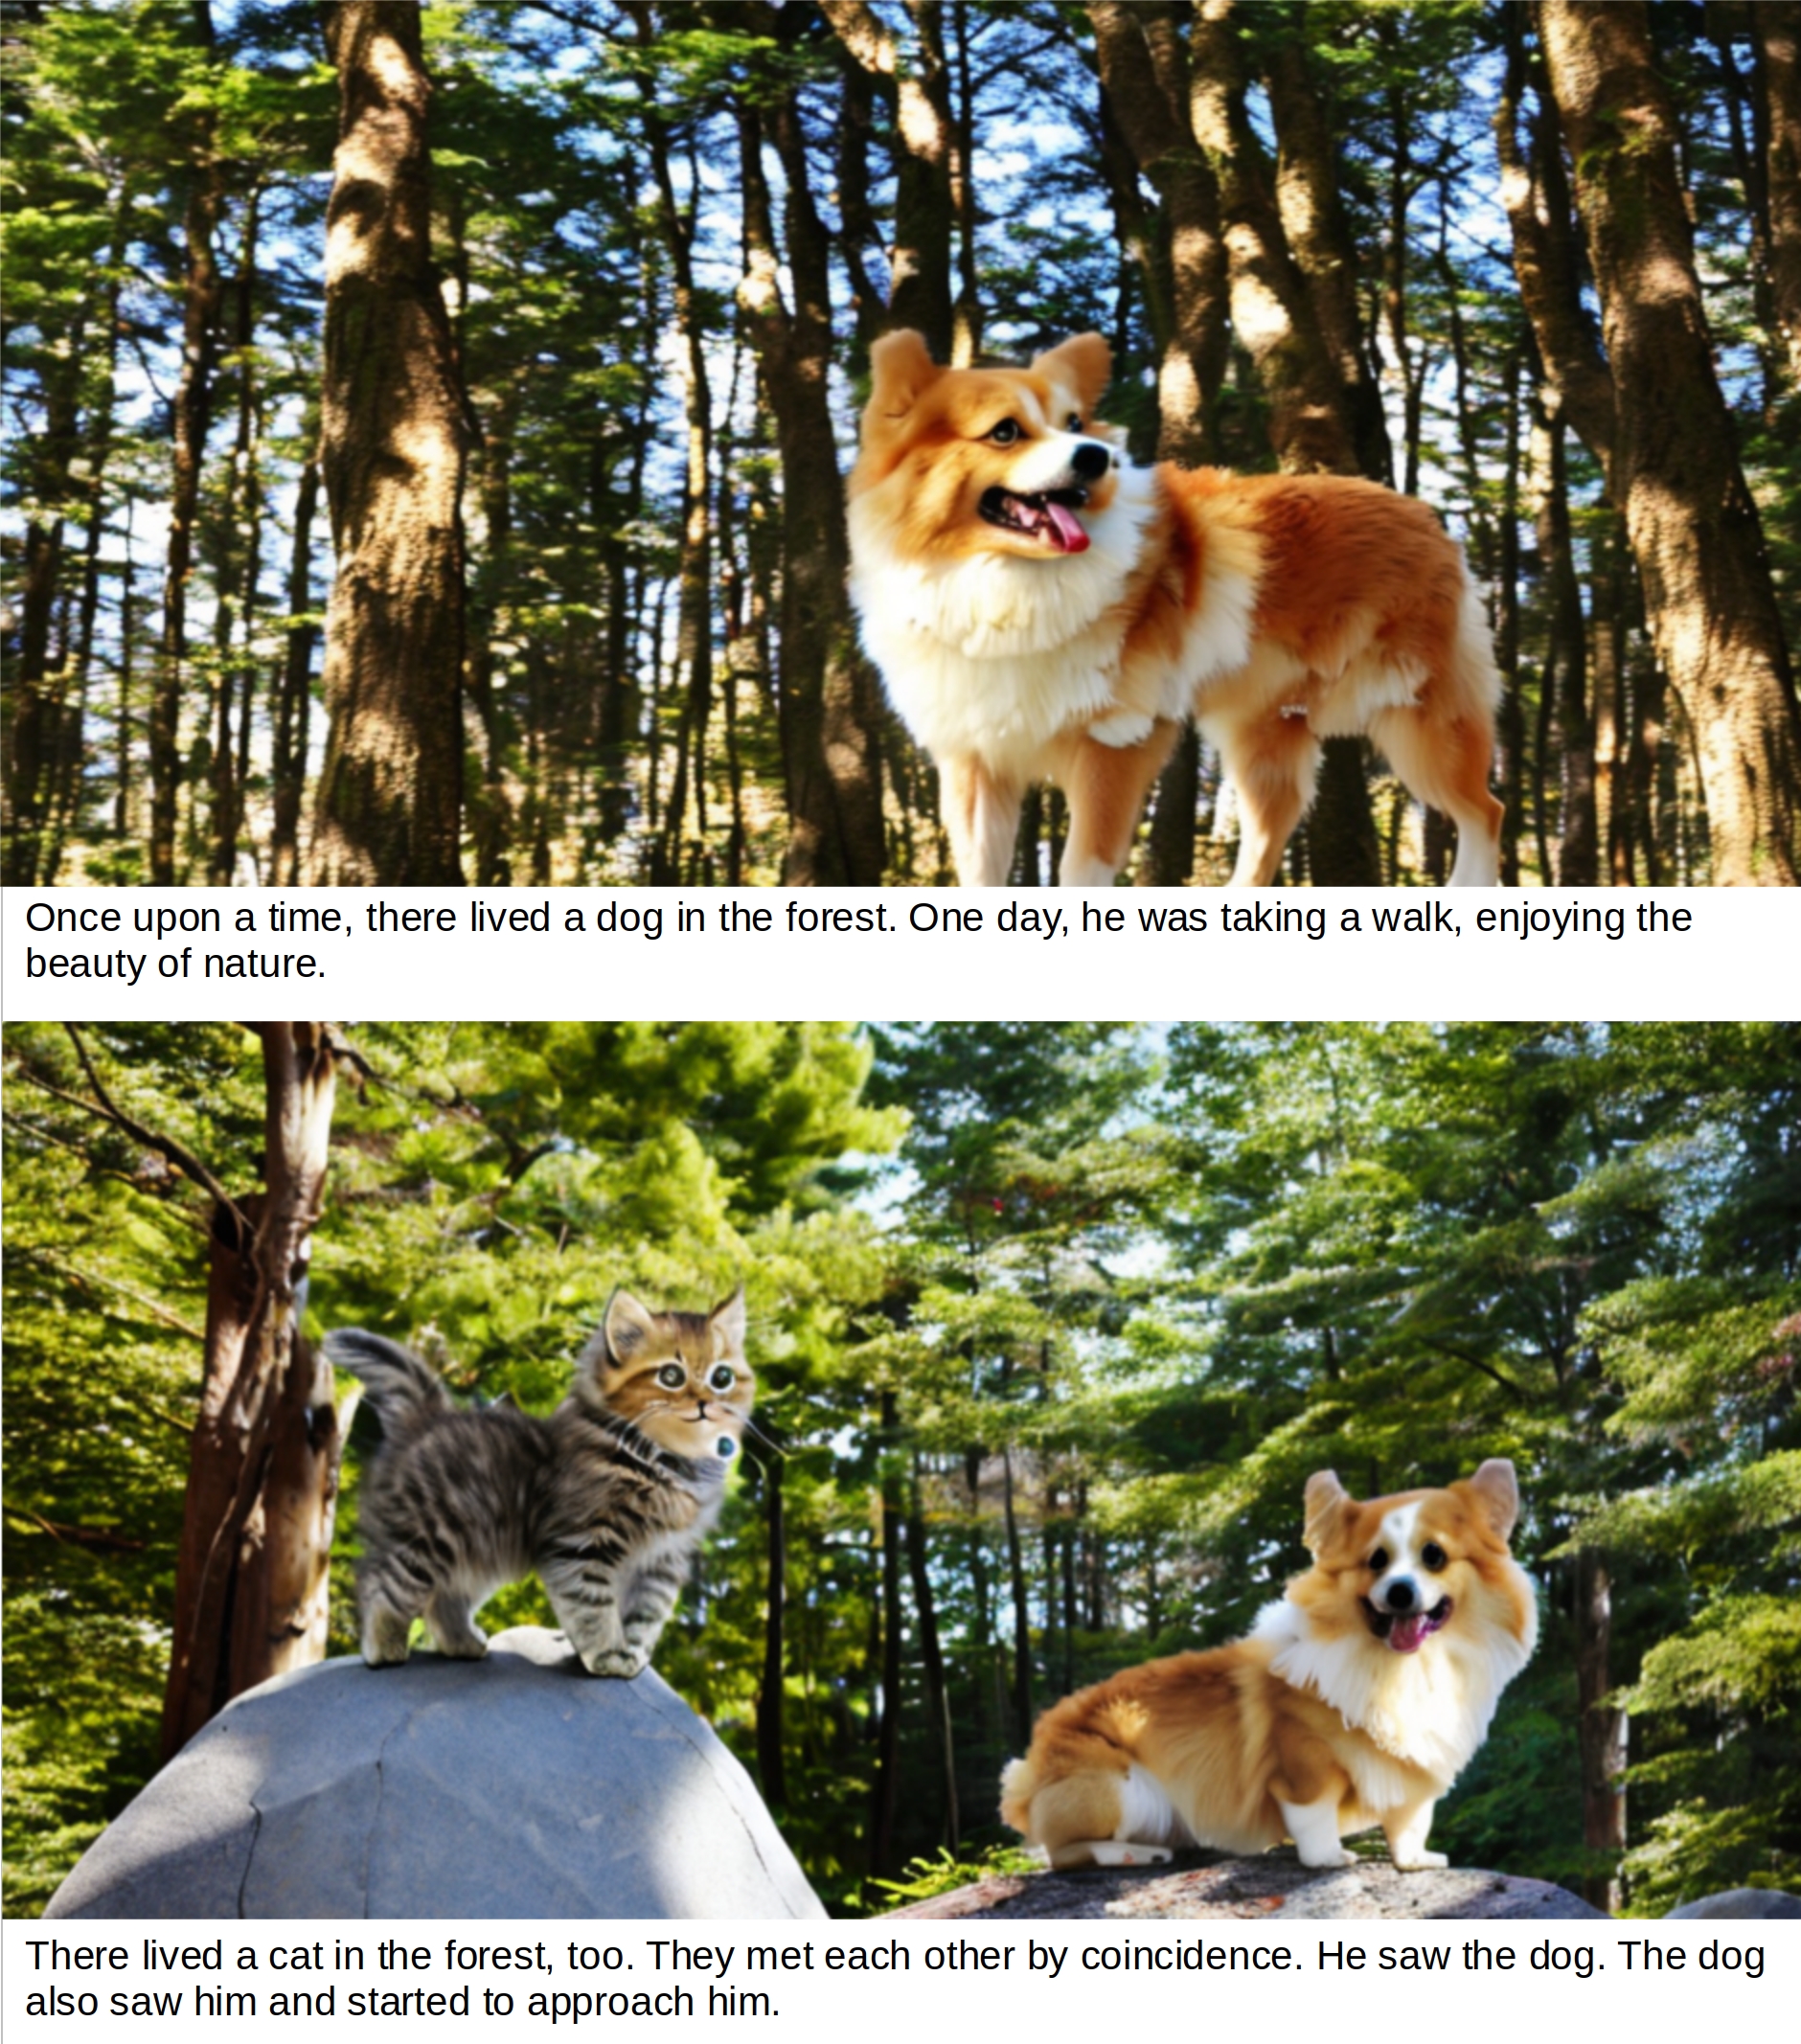 Once upon a time, there lived a dog in the forest. One day, he was taking a walk, enjoying the
beauty of nature.
There lived a cat in the forest, too. They met each other by coincidence. He saw the dog. The dog
also saw him and started to approach him.